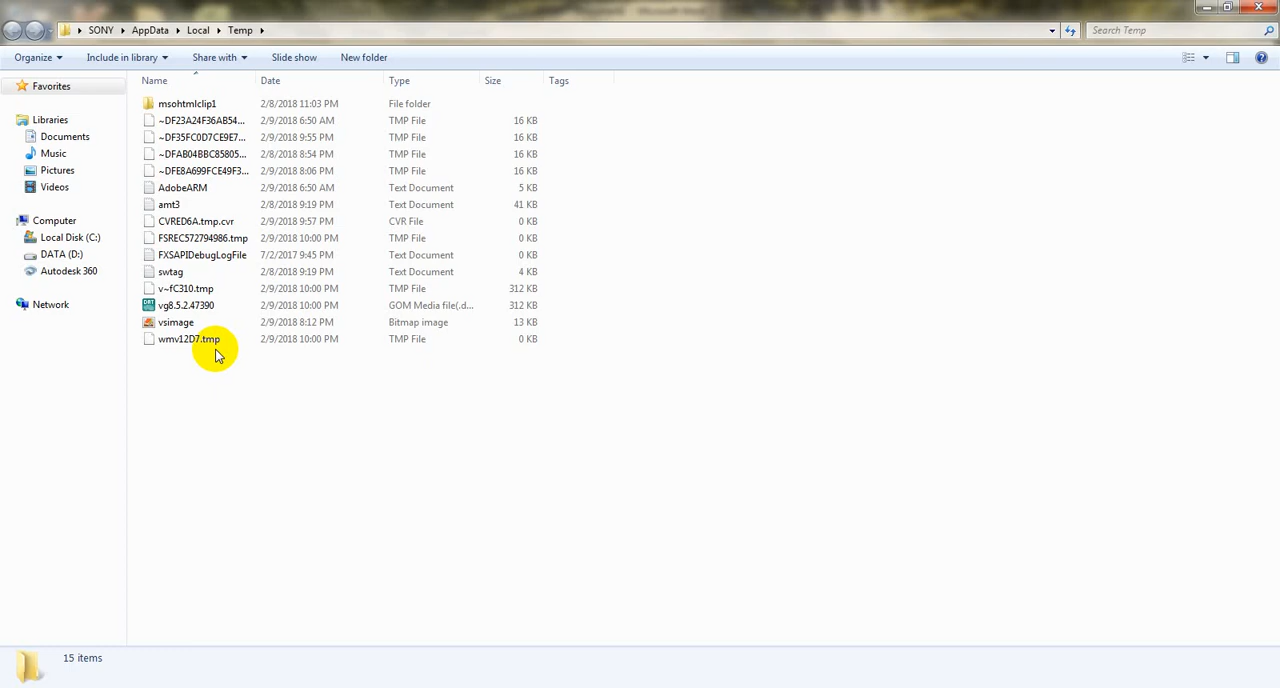 SONY AppData Local Temp Search Temp
Organize Include in library Share with Slide show New folder
Name Date Type Size Tags
Favorites
Libraries
Documents
Music
Pictures
Videos
Computer
Local Disk (C:)
DATA (D:)
Autodesk 360
Network
msohtmlclip1 2/8/2018 11:03 PM File folder
~DF23A24F36AB54... 2/9/2018 6:50 AM TMP File 16 KB
~DF35FC0D7CE9E7... 2/9/2018 9:55 PM TMP File 16 KB
~DFAB04BBC85805... 2/8/2018 8:54 PM TMP File 16 KB
~DFE8A699FCE49F3... 2/9/2018 8:06 PM TMP File 16 KB
AdobeARM 2/9/2018 6:50 AM Text Document 5 KB
amt3 2/8/2018 9:19 PM Text Document 41 KB
CVRED6A.tmp.cvr 2/9/2018 9:57 PM CVR File 0 KB
FSREC572794986.tmp 2/9/2018 10:00 PM TMP File 0 KB
FXSAPIDebugLogFile 7/2/2017 9:45 PM Text Document 0 KB
swtag 2/8/2018 9:19 PM Text Document 4 KB
v~fC310.tmp 2/9/2018 10:00 PM TMP File 312 KB
vg8.5.2.47390 2/9/2018 10:00 PM GOM Media file(.d... 312 KB
vsimage 2/9/2018 8:12 PM Bitmap image 13 KB
wmv12D7.tmp 2/9/2018 10:00 PM TMP File 0 KB
15 items